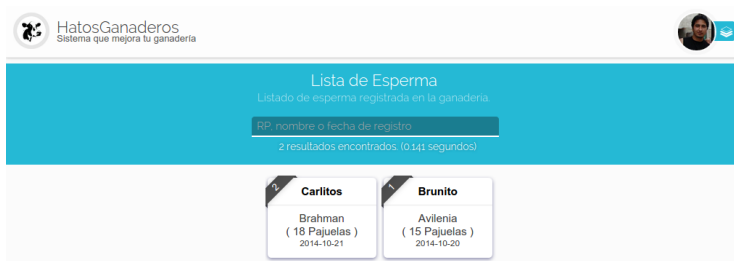 HatosGanaderos
Sistema que mejora tu ganadería
Lista de Esperma
Listado de esperma registrada en la ganaderia.
RP, nombre o fecha de registro
2 resultados encontrados. (0.141 segundos)
2
Carlitos
Brahman
( 18 Pajuelas )
2014-10-21
1
Brunito
Avilenia
( 15 Pajuelas )
2014-10-20